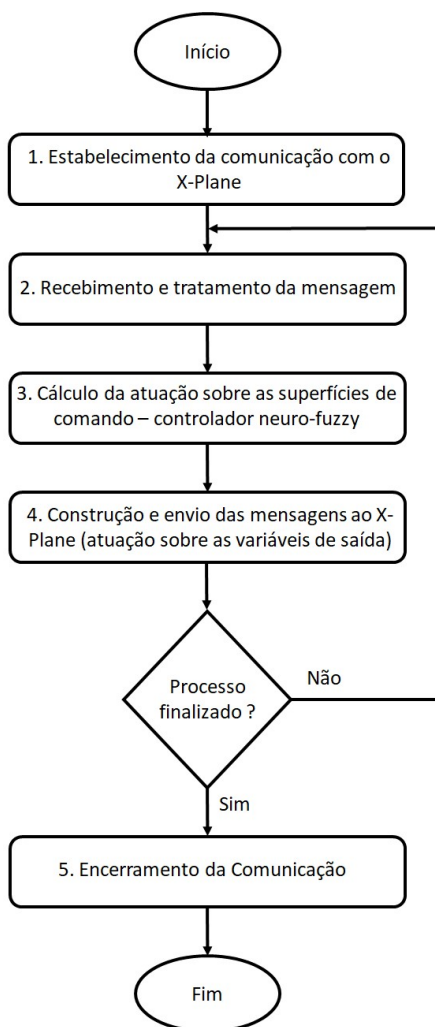 Início
1. Estabelecimento da comunicação com o
X-Plane
2. Recebimento e tratamento da mensagem
3. Cálculo da atuação sobre as superfícies de
comando – controlador neuro-fuzzy
4. Construção e envio das mensagens ao X-
Plane (atuação sobre as variáveis de saída)
Processo
finalizado ?
Não
Sim
5. Encerramento da Comunicação
Fim